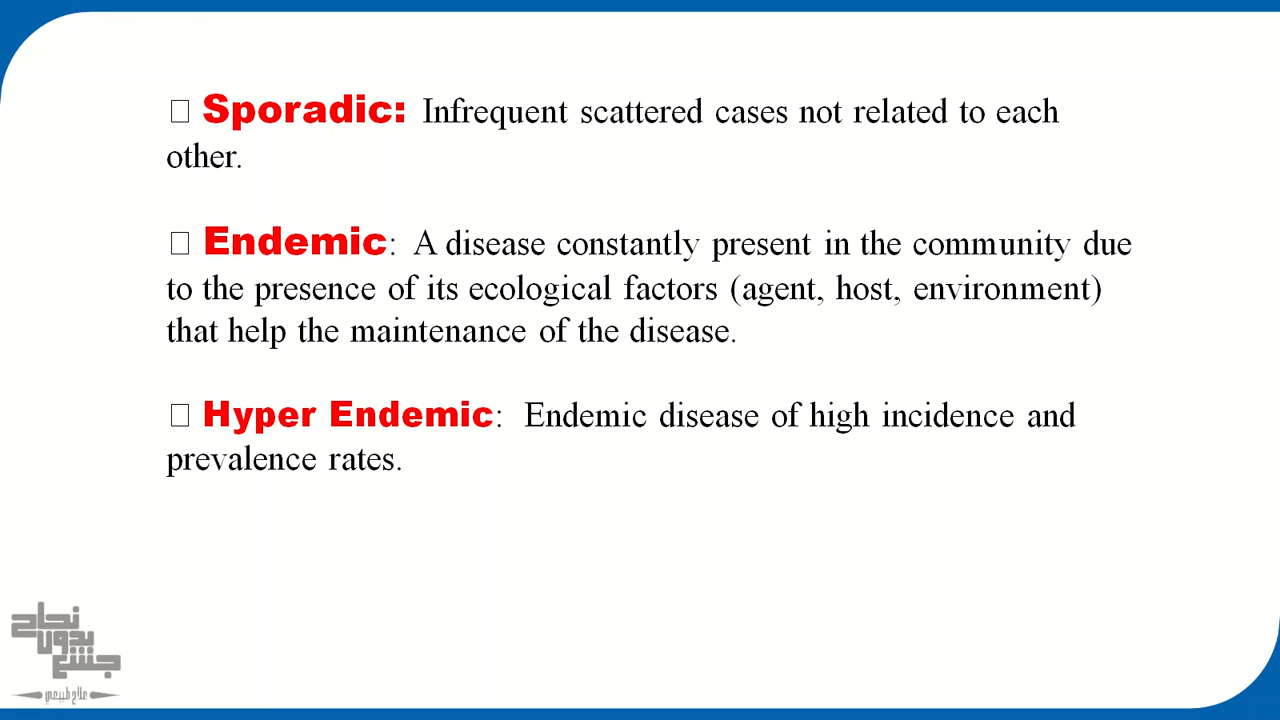 □ Sporadic: Infrequent scattered cases not related to each
other.
□ Endemic: A disease constantly present in the community due
to the presence of its ecological factors (agent, host, environment)
that help the maintenance of the disease.
□ Hyper Endemic: Endemic disease of high incidence and
prevalence rates.
نجاح
بدون
جشع
علاج طبيعي